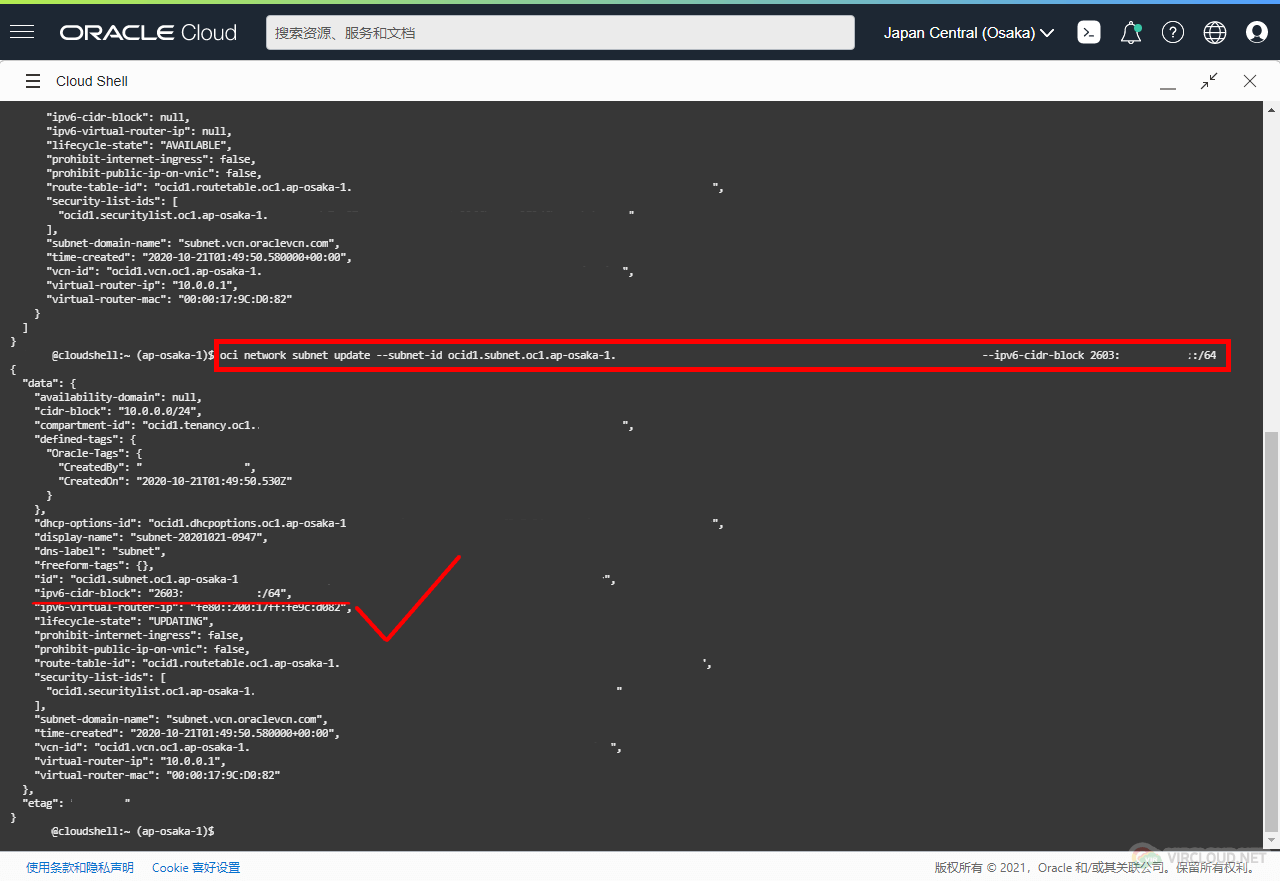 ORACLE Cloud
搜索资源、服务和文档
Japan Central (Osaka)
Cloud Shell
"ipv6-cidr-block": null,
"ipv6-virtual-router-ip": null,
"lifecycle-state": "AVAILABLE",
"prohibit-internet-ingress": false,
"prohibit-public-ip-on-vnic": false,
"route-table-id": "ocid1.routetable.oc1.ap-osaka-1. ",
"security-list-ids": [
"ocid1.securitylist.oc1.ap-osaka-1. "
],
"subnet-domain-name": "subnet.vcn.oraclevcn.com",
"time-created": "2020-10-21T01:49:50.580000+00:00",
"vcn-id": "ocid1.vcn.oc1.ap-osaka-1. ",
"virtual-router-ip": "10.0.0.1",
"virtual-router-mac": "00:00:17:9C:D0:82"
}
]
}
@cloudshell:~ (ap-osaka-1)$ oci network subnet update --subnet-id ocid1.subnet.oc1.ap-osaka-1. --ipv6-cidr-block 2603: ::/64
{
"data": {
"availability-domain": null,
"cidr-block": "10.0.0.0/24",
"compartment-id": "ocid1.tenancy.oc1.. ",
"defined-tags": {
"Oracle-Tags": {
"CreatedBy": " ",
"CreatedOn": "2020-10-21T01:49:50.530Z"
}
},
"dhcp-options-id": "ocid1.dhcpoptions.oc1.ap-osaka-1 ",
"display-name": "subnet-20201021-0947",
"dns-label": "subnet",
"freeform-tags": {},
"id": "ocid1.subnet.oc1.ap-osaka-1 ",
"ipv6-cidr-block": "2603: :/64",
"ipv6-virtual-router-ip": "fe80::200:17ff:fe9c:d082",
"lifecycle-state": "UPDATING",
"prohibit-internet-ingress": false,
"prohibit-public-ip-on-vnic": false,
"route-table-id": "ocid1.routetable.oc1.ap-osaka-1. ',
"security-list-ids": [
"ocid1.securitylist.oc1.ap-osaka-1. "
],
"subnet-domain-name": "subnet.vcn.oraclevcn.com",
"time-created": "2020-10-21T01:49:50.580000+00:00",
"vcn-id": "ocid1.vcn.oc1.ap-osaka-1. ",
"virtual-router-ip": "10.0.0.1",
"virtual-router-mac": "00:00:17:9C:D0:82"
},
"etag": ' "
}
@cloudshell:~ (ap-osaka-1)$
使用条款和隐私声明 Cookie 喜好设置
版权所有 © 2021，Oracle 和/或其关联公司。保留所有权利。
VIRCLOUD.NET